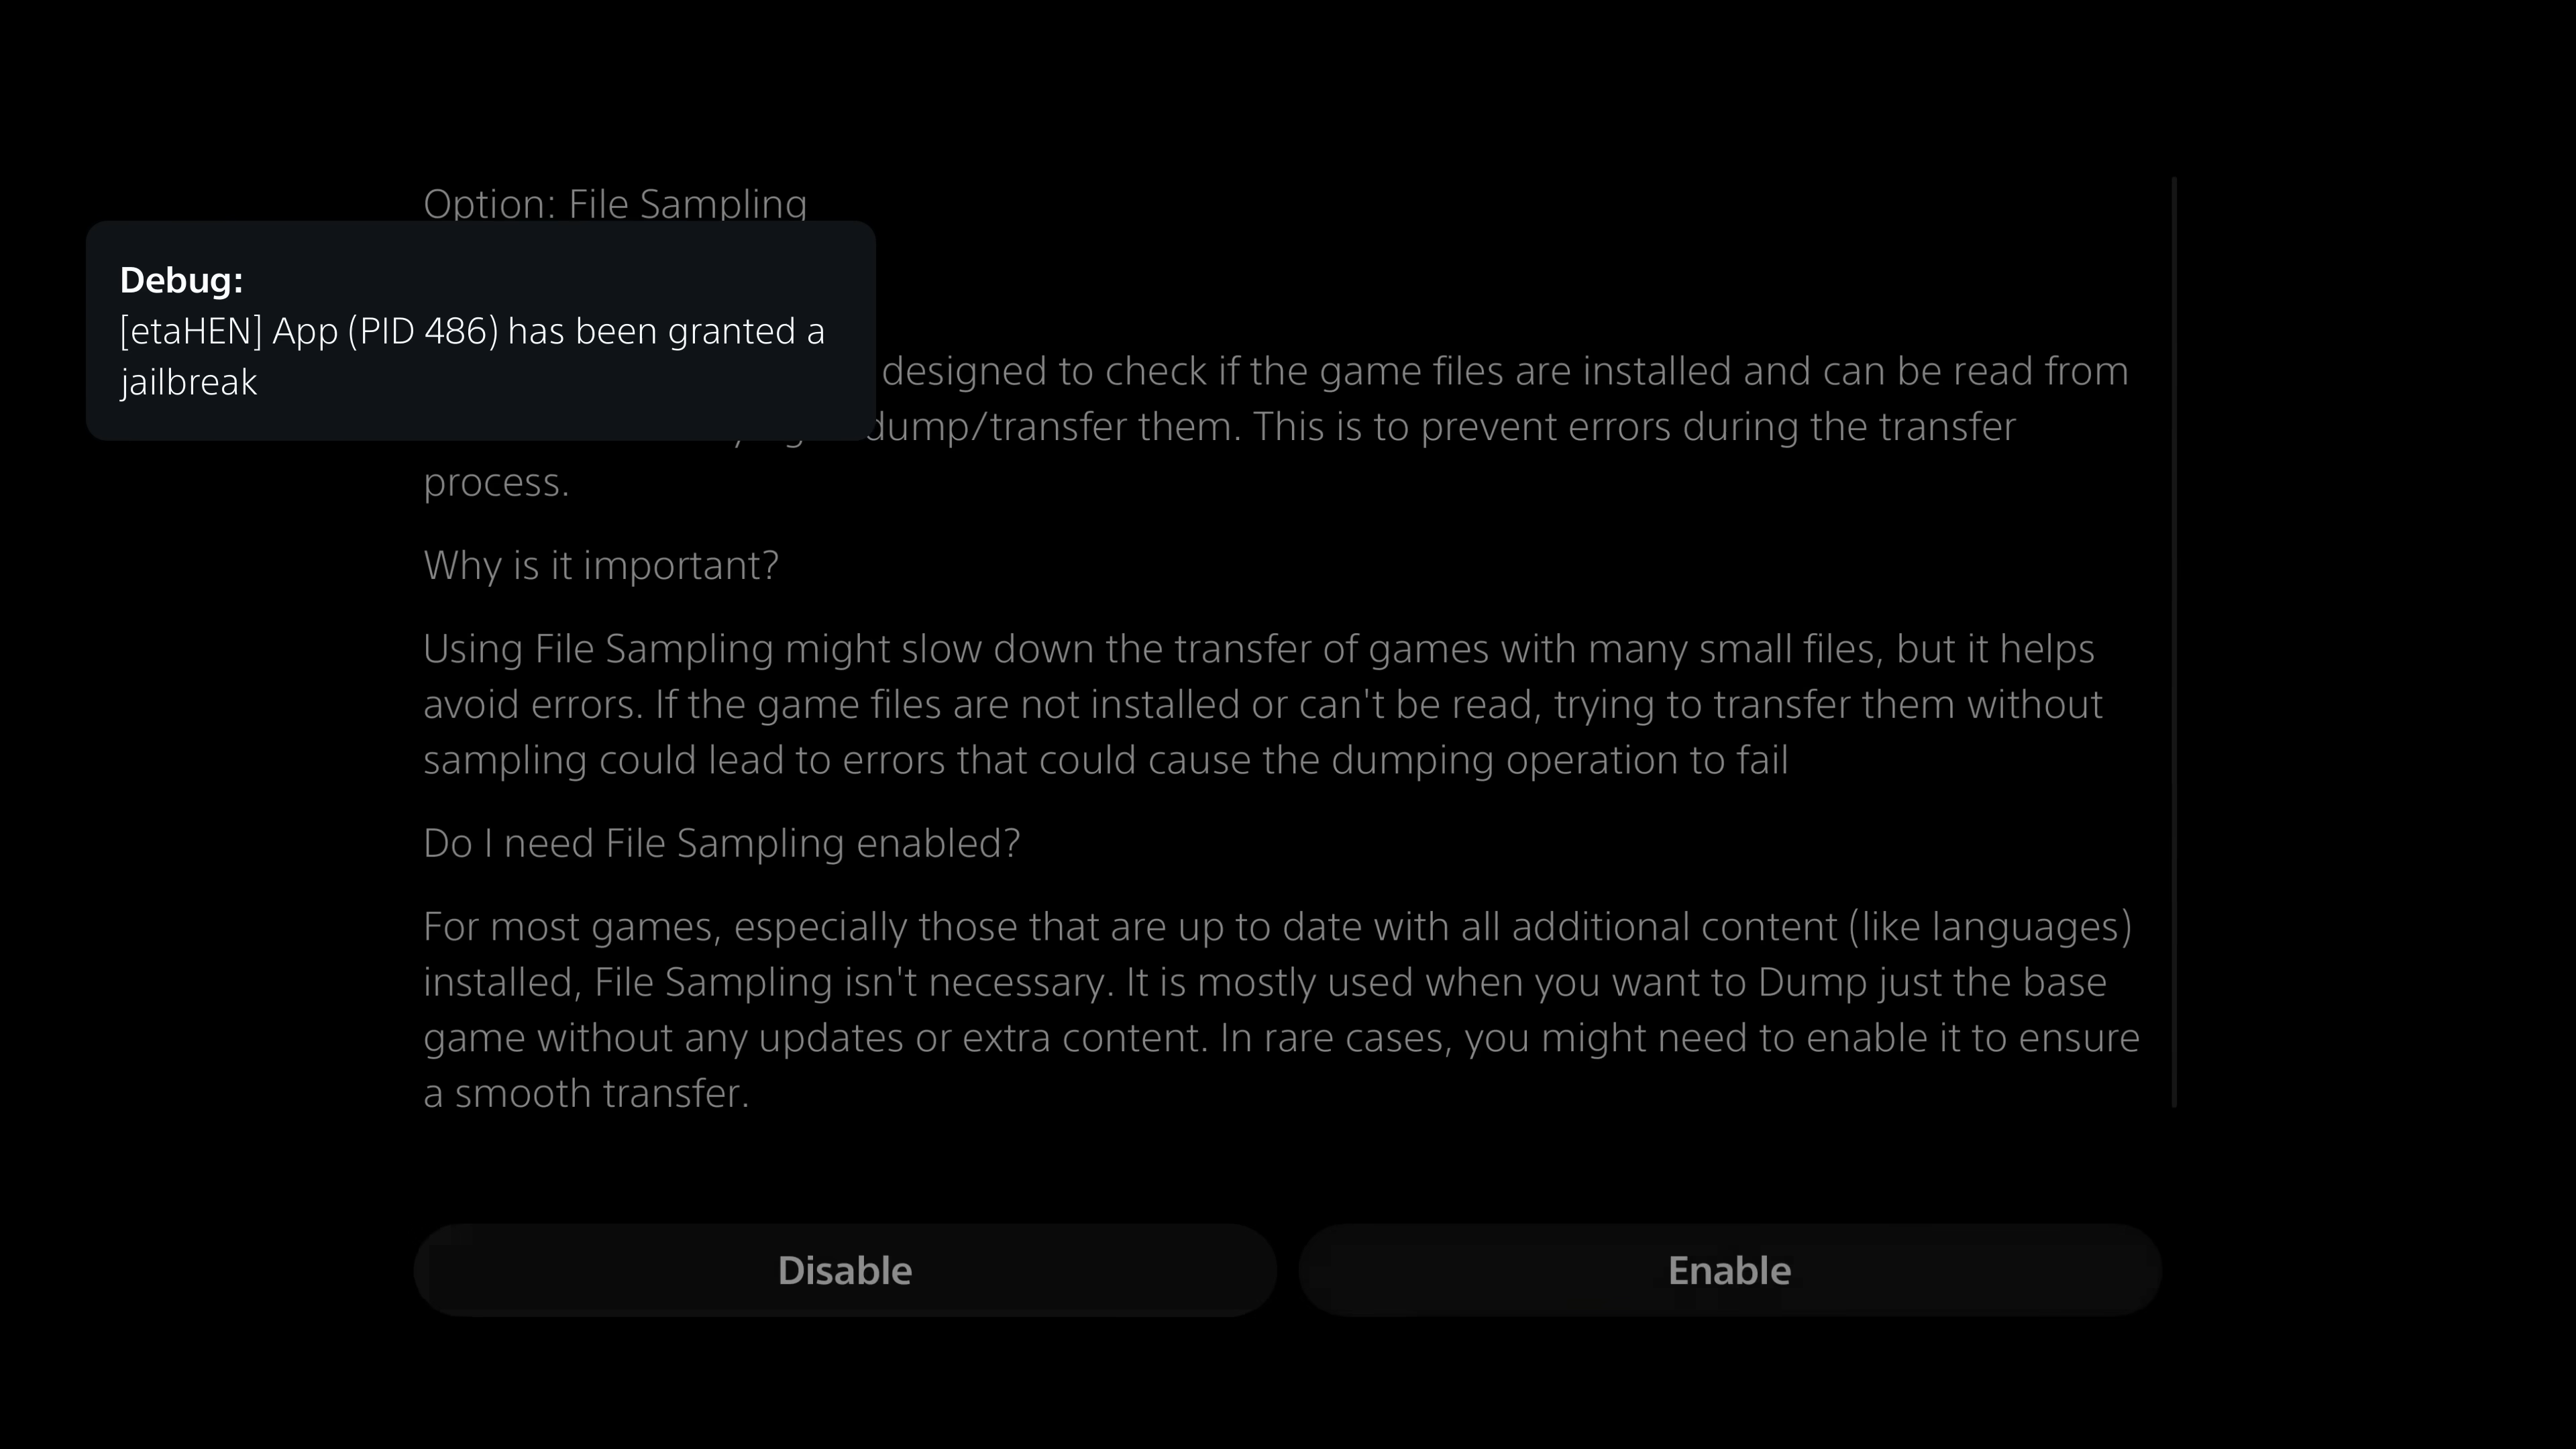 Option: File Sampling
Debug:
[etaHEN] App (PID 486) has been granted a
jailbreak
designed to check if the game files are installed and can be read from
dump/transfer them. This is to prevent errors during the transfer
process.
Why is it important?
Using File Sampling might slow down the transfer of games with many small files, but it helps
avoid errors. If the game files are not installed or can't be read, trying to transfer them without
sampling could lead to errors that could cause the dumping operation to fail
Do I need File Sampling enabled?
For most games, especially those that are up to date with all additional content (like languages)
installed, File Sampling isn't necessary. It is mostly used when you want to Dump just the base
game without any updates or extra content. In rare cases, you might need to enable it to ensure
a smooth transfer.
Disable
Enable